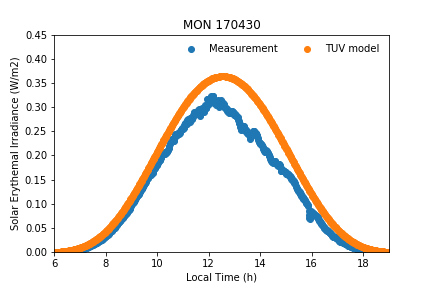 MON 170430
Measurement TUV model
Solar Erythemal Irradiance (W/m2)
0.45
0.40
0.35
0.30
0.25
0.20
0.15
0.10
0.05
0.00
6 8 10 12 14 16 18
Local Time (h)